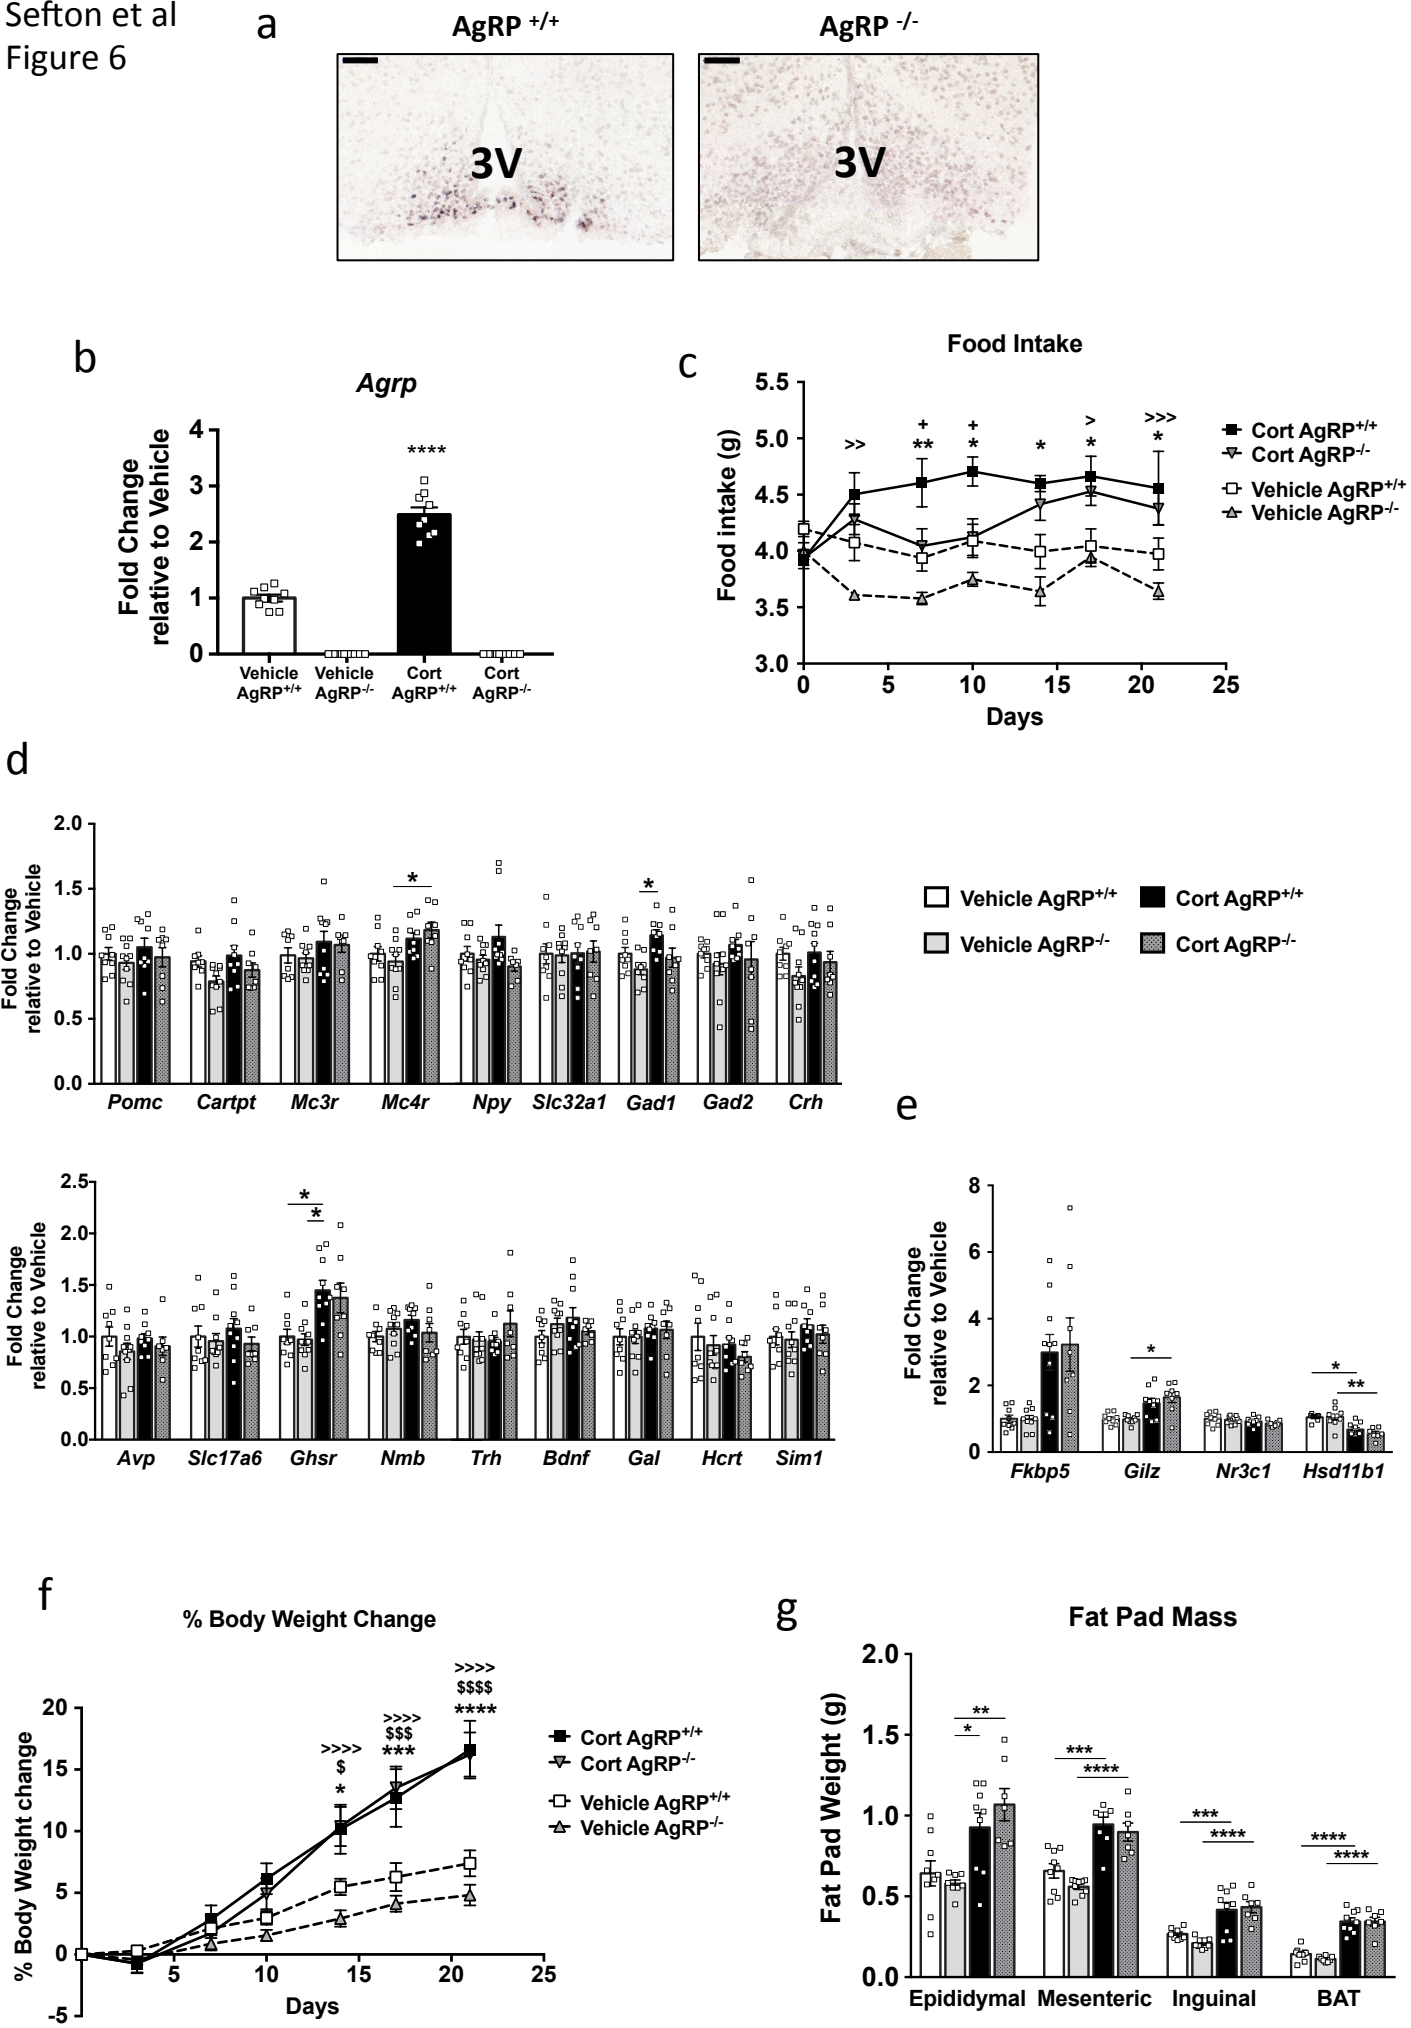 Sefton et al
Figure 6
a
AgRP +/+
AgRP -/-
3V
3V
b
Agrp
Fold Change
relative to Vehicle
4
3
2
1
0
****
Vehicle
AgRP+/+
Vehicle
AgRP-/-
Cort
AgRP+/+
Cort
AgRP-/-
c
Food Intake
Food intake (g)
5.5
5.0
4.5
4.0
3.5
3.0
>>
+
**
+
*
*
>
*
>>>
*
0 5 10 15 20 25
Days
Cort AgRP+/+
Cort AgRP-/-
Vehicle AgRP+/+
Vehicle AgRP-/-
d
Fold Change
relative to Vehicle
2.0
1.5
1.0
0.5
0.0
*
*
Pomc Cartpt Mc3r Mc4r Npy Slc32a1 Gad1 Gad2 Crh
Vehicle AgRP+/+
Cort AgRP+/+
Vehicle AgRP-/-
Cort AgRP-/-
Fold Change
relative to Vehicle
2.5
2.0
1.5
1.0
0.5
0.0
*
*
Avp Slc17a6 Ghsr Nmb Trh Bdnf Gal Hcrt Sim1
e
Fold Change
relative to Vehicle
8
6
4
2
0
*
*
**
Fkbp5 Gilz Nr3c1 Hsd11b1
f
% Body Weight Change
% Body Weight change
20
15
10
5
0
-5
>>>>
$
*
>>>>
$$$
***
>>>>
$$$$
****
5 10 15 20 25
Days
Cort AgRP+/+
Cort AgRP-/-
Vehicle AgRP+/+
Vehicle AgRP-/-
g
Fat Pad Mass
Fat Pad Weight (g)
2.0
1.5
1.0
0.5
0.0
**
*
***
****
***
****
****
****
Epididymal Mesenteric Inguinal BAT